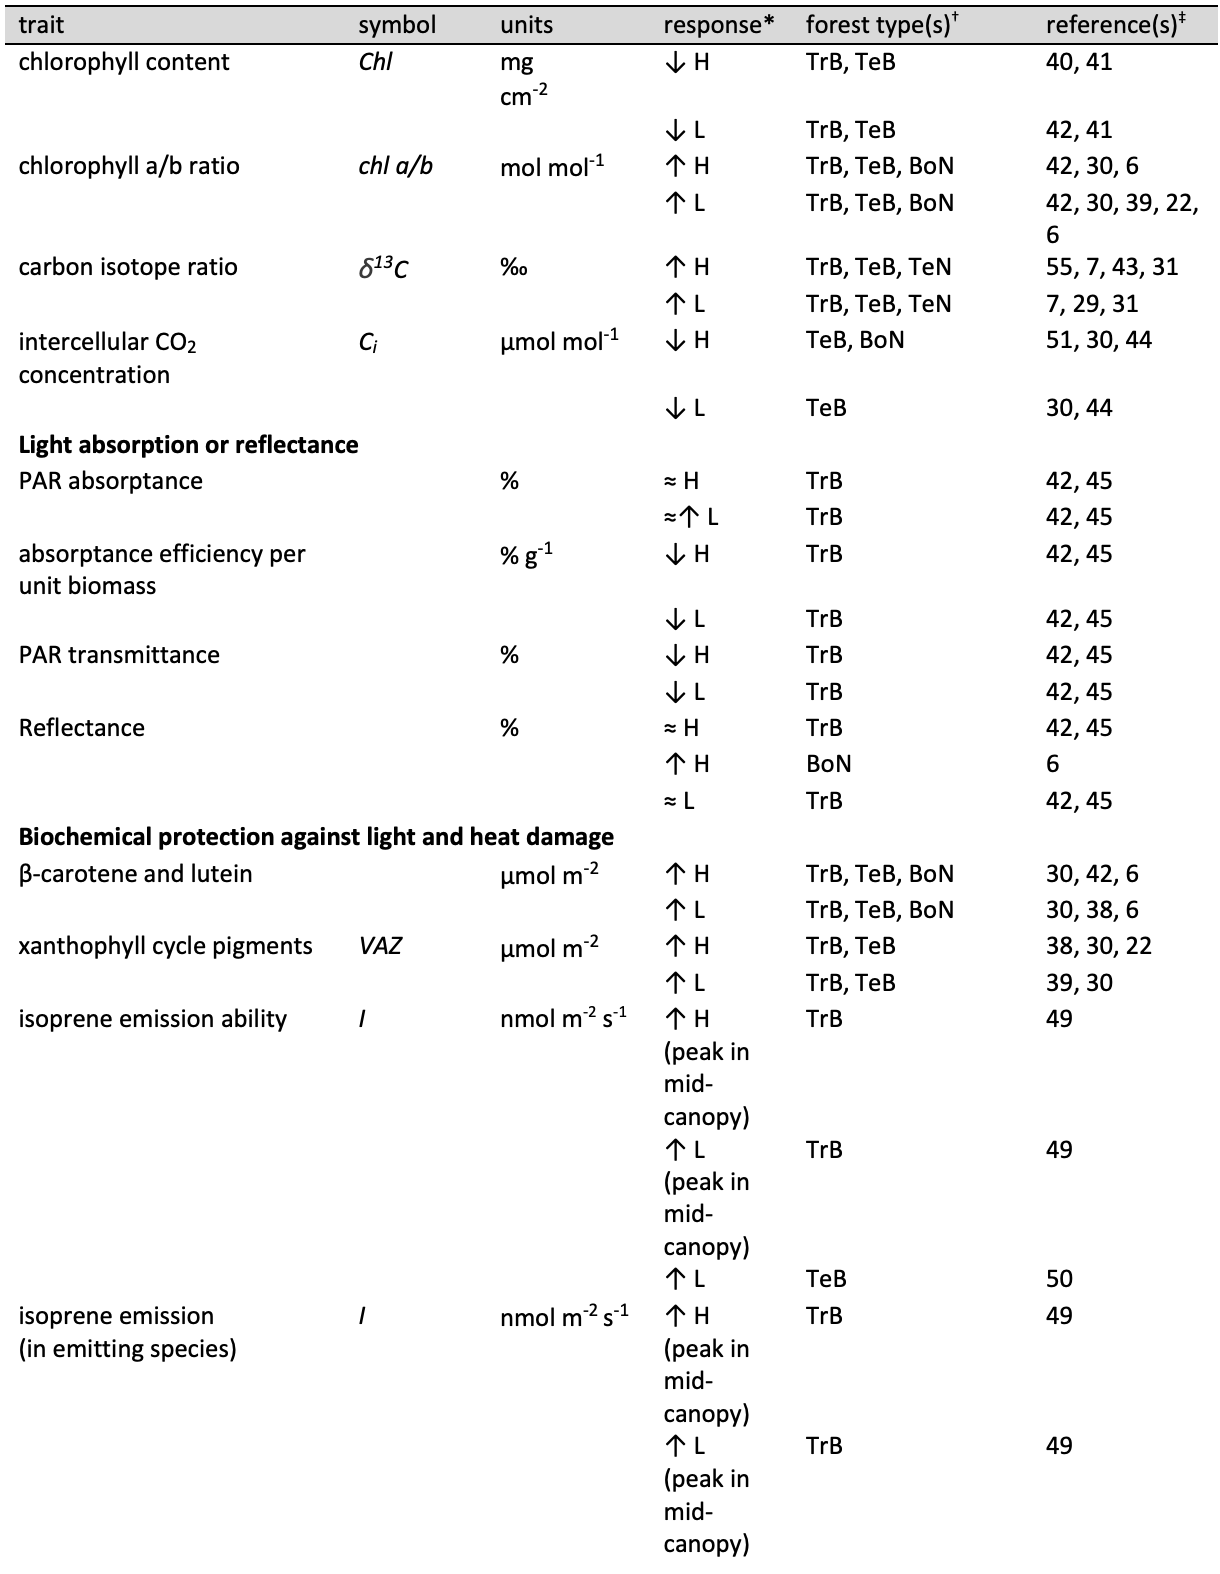 trait symbol units response* forest type(s)† reference(s)‡
chlorophyll content Chl mg ↓ H TrB, TeB 40, 41
cm-2
↓ L TrB, TeB 42, 41
chlorophyll a/b ratio chl a/b mol mol-1 ↑ H TrB, TeB, BoN 42, 30, 6
↑ L TrB, TeB, BoN 42, 30, 39, 22,
6
carbon isotope ratio δ13C ‰ ↑ H TrB, TeB, TeN 55, 7, 43, 31
↑ L TrB, TeB, TeN 7, 29, 31
intercellular CO2 Ci μmol mol-1 ↓ H TeB, BoN 51, 30, 44
concentration
↓ L TeB 30, 44
Light absorption or reflectance
PAR absorptance % ≈ H TrB 42, 45
≈↑ L TrB 42, 45
absorptance efficiency per % g-1 ↓ H TrB 42, 45
unit biomass
↓ L TrB 42, 45
PAR transmittance % ↓ H TrB 42, 45
↓ L TrB 42, 45
Reflectance % ≈ H TrB 42, 45
↑ H BoN 6
≈ L TrB 42, 45
Biochemical protection against light and heat damage
β-carotene and lutein μmol m-2 ↑ H TrB, TeB, BoN 30, 42, 6
↑ L TrB, TeB, BoN 30, 38, 6
xanthophyll cycle pigments VAZ μmol m-2 ↑ H TrB, TeB 38, 30, 22
↑ L TrB, TeB 39, 30
isoprene emission ability I nmol m-2 s-1 ↑ H TrB 49
(peak in
mid-
canopy)
↑ L TrB 49
(peak in
mid-
canopy)
↑ L TeB 50
isoprene emission I nmol m-2 s-1 ↑ H TrB 49
(in emitting species) (peak in
mid-
canopy)
↑ L TrB 49
(peak in
mid-
canopy)